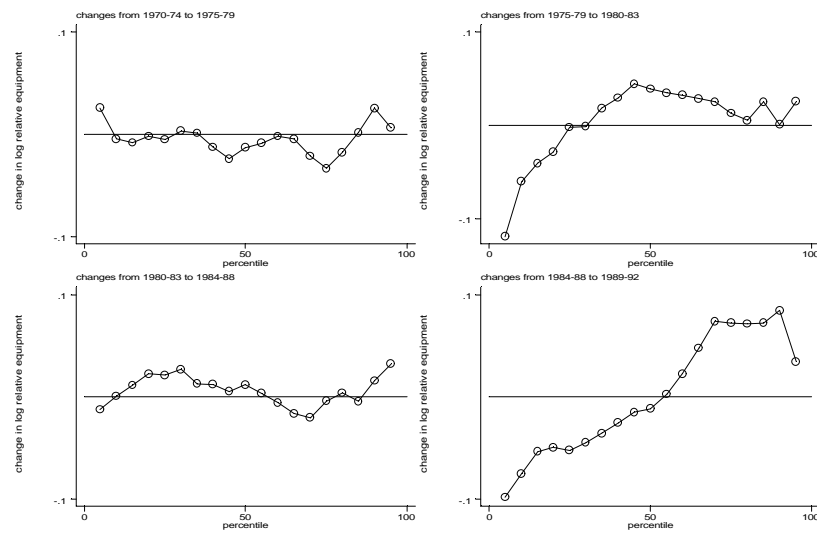 changes from 1970-74 to 1975-79
change in log relative equipment
.1
-.1
0
50
100
percentile
changes from 1975-79 to 1980-83
change in log relative equipment
.1
-.1
0
50
100
percentile
changes from 1980-83 to 1984-88
change in log relative equipment
.1
-.1
0
50
100
percentile
changes from 1984-88 to 1989-92
change in log relative equipment
.1
-.1
0
50
100
percentile